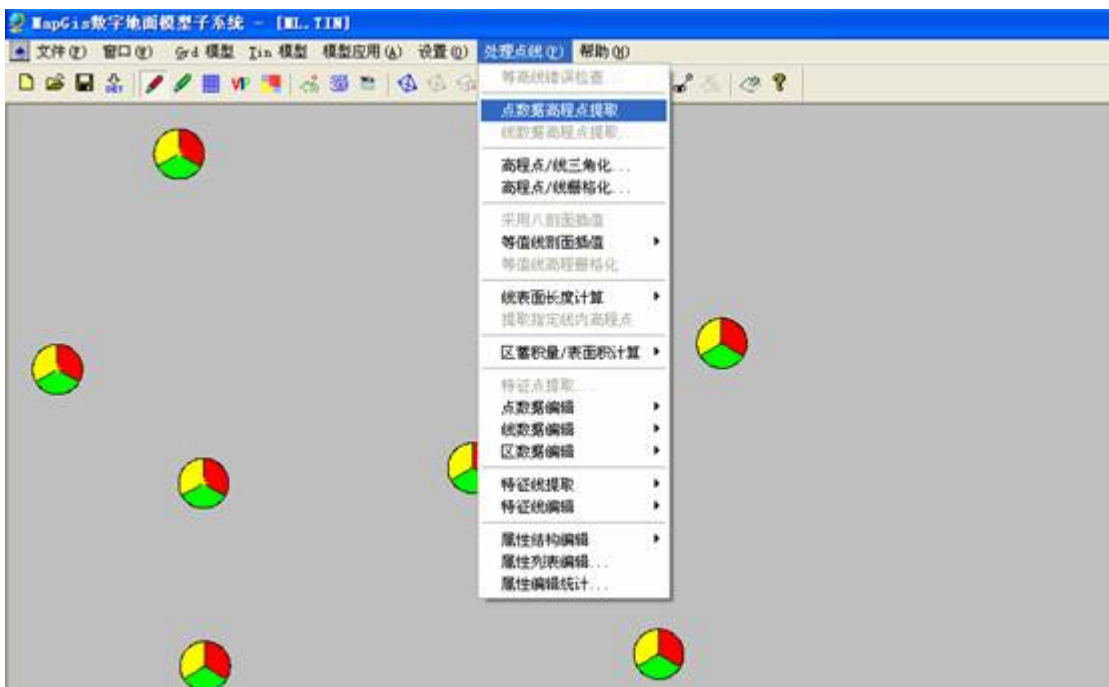 MapGis数字地面模型子系统 - [ML.TIN]
文件(F) 窗口(W) Grd 模型 Tin 模型 模型应用(A) 设置(O) 处理点线(P) 帮助(H)
等高线错误检查...
点数据高程点提取
线数据高程点提取...
高程点/线三角化...
高程点/线栅格化...
采用八剖面插值
等值线剖面插值
等值线高程栅格化
线表面长度计算
提取指定线内高程点
区蓄积量/表面积计算
特征点提取...
点数据编辑
线数据编辑
区数据编辑
特征线提取
特征线编辑
属性结构编辑
属性列表编辑...
属性编辑统计...